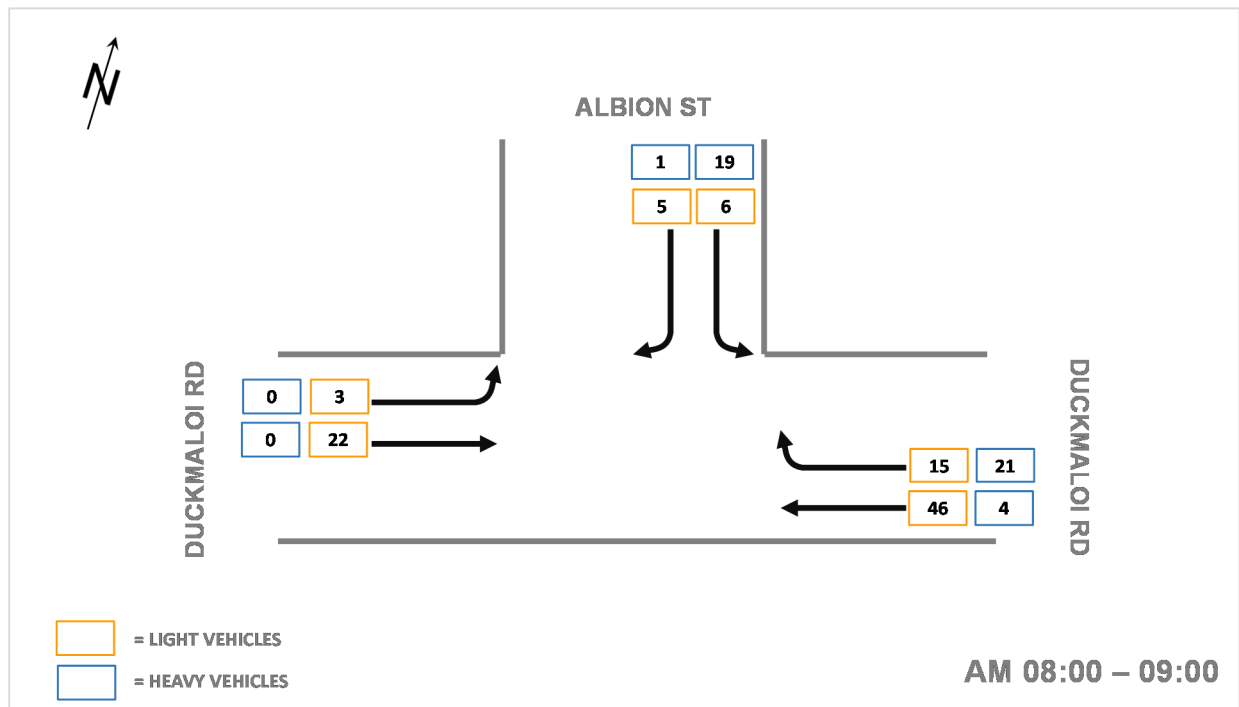 N
ALBION ST
1 19
5 6
DUCKMALOI RD
0 3
0 22
15 21
46 4
DUCKMALOI RD
= LIGHT VEHICLES
= HEAVY VEHICLES
AM 08:00 – 09:00